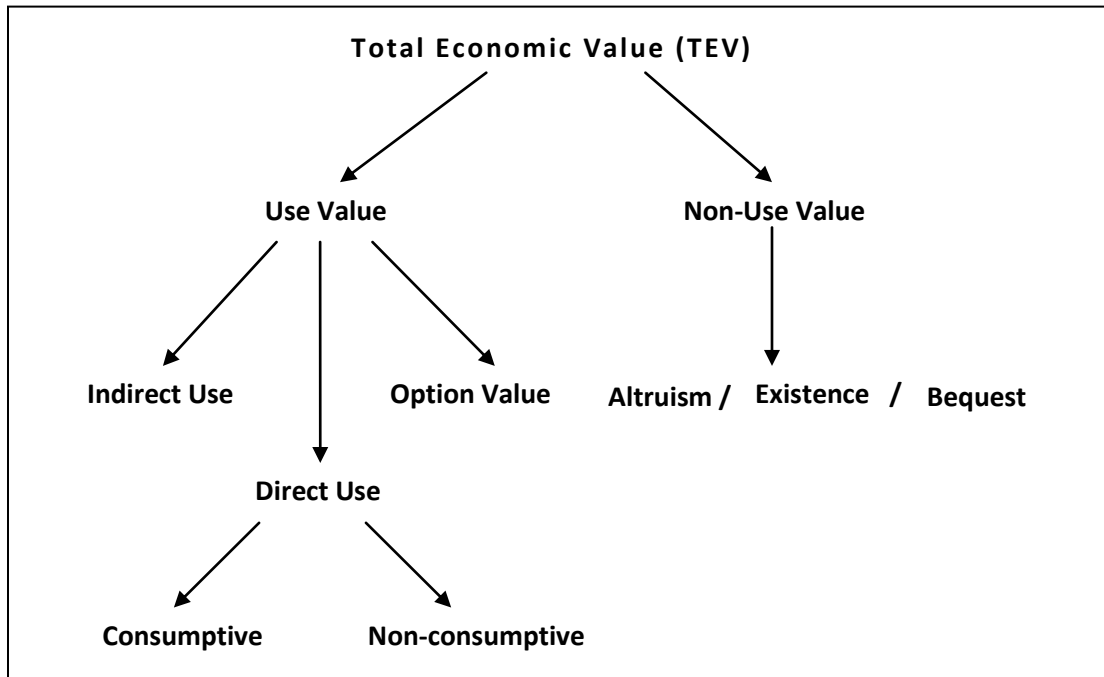 Total Economic Value (TEV)
Use Value
Non-Use Value
Indirect Use
Option Value
Altruism / Existence / Bequest
Direct Use
Consumptive
Non-consumptive